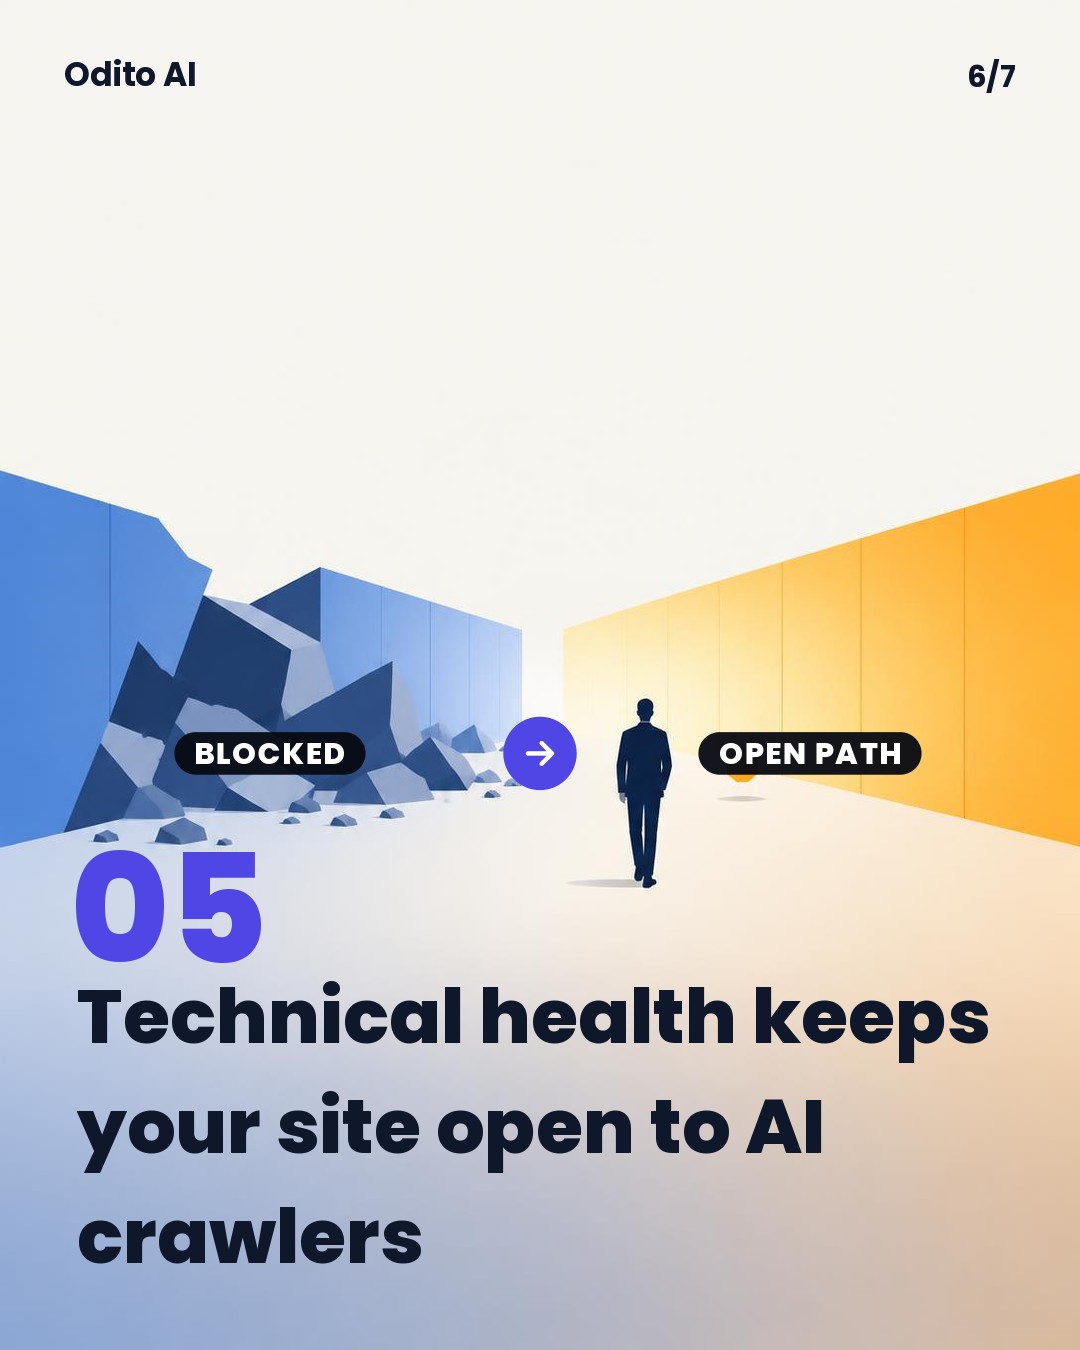 Odito AI
6/7
BLOCKED
OPEN PATH
05
Technical health keeps
your site open to AI
crawlers